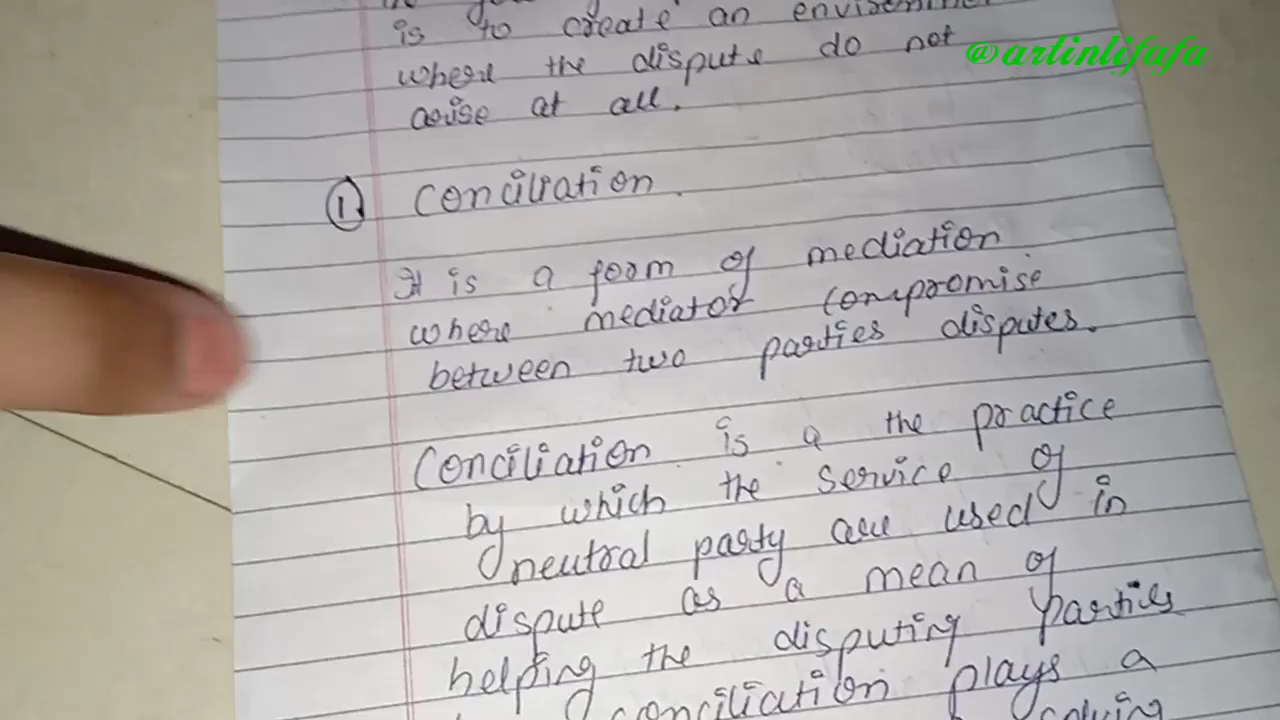 is to create an
where the dispute do not
@artinlifafa
arise at all.
① Conciliation.
It is a form of mediation
where mediator compromise
between two parties disputes.
Conciliation is a the practice
by which the service of
neutral party are used in
dispute as a mean of
helping the disputing parties
conciliation plays a